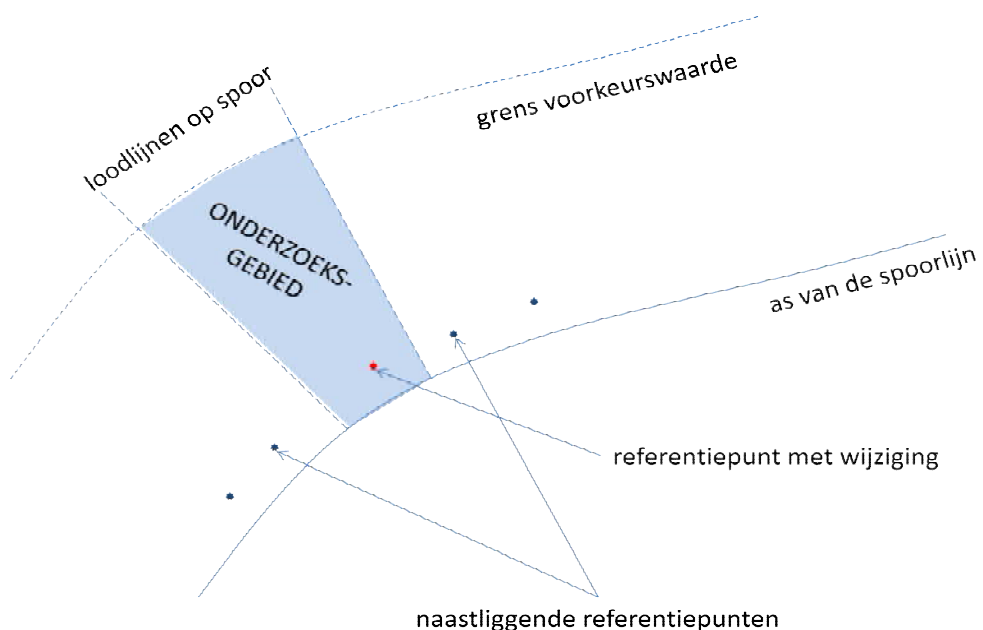 loodlijnen op spoor
grens voorkeurswaarde
ONDERZOEKS-
GEBIED
as van de spoorlijn
referentiepunt met wijziging
naastliggende referentiepunten